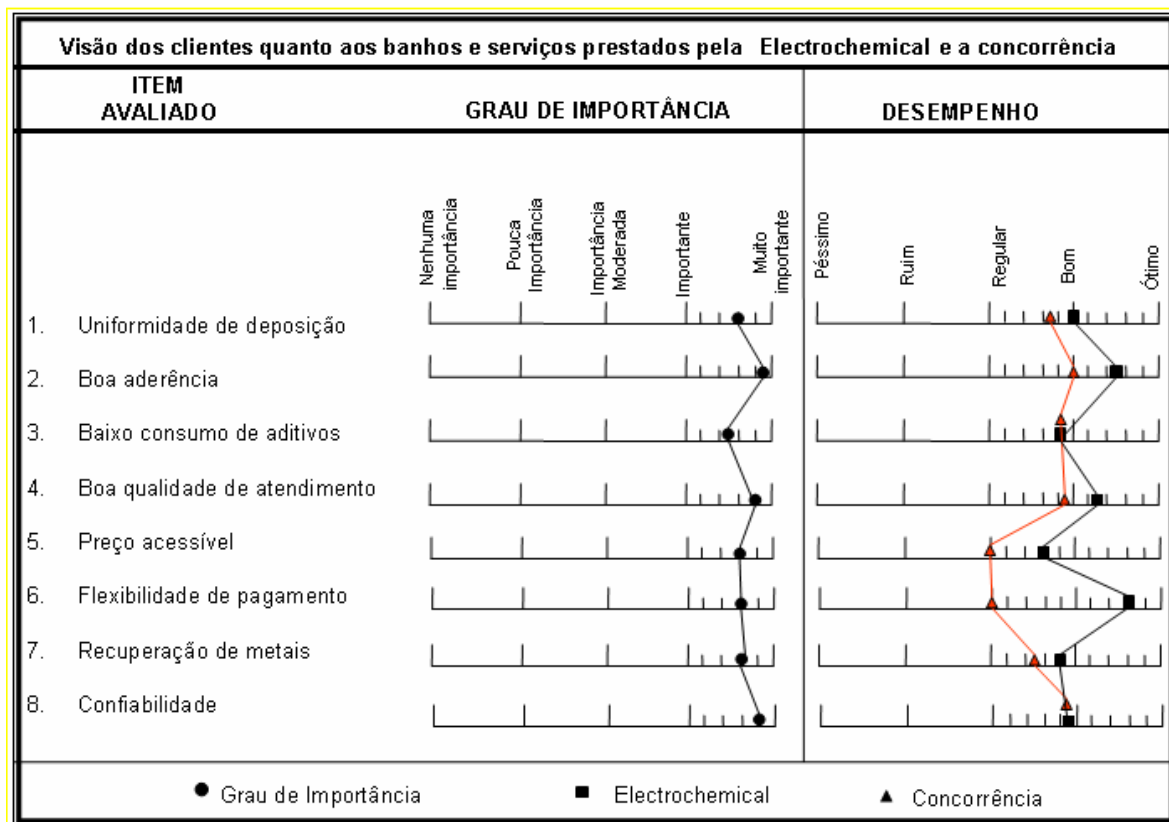 Visão dos clientes quanto aos banhos e serviços prestados pela Electrochemical e a concorrência
ITEM
AVALIADO
GRAU DE IMPORTÂNCIA
DESEMPENHO
Nenhuma
importância
Pouca
Importância
Importância
Moderada
Importante
Muito
importante
Péssimo
Ruim
Regular
Bom
Ótimo
1. Uniformidade de deposição
2. Boa aderência
3. Baixo consumo de aditivos
4. Boa qualidade de atendimento
5. Preço acessível
6. Flexibilidade de pagamento
7. Recuperação de metais
8. Confiabilidade
Grau de Importância
Electrochemical
Concorrência